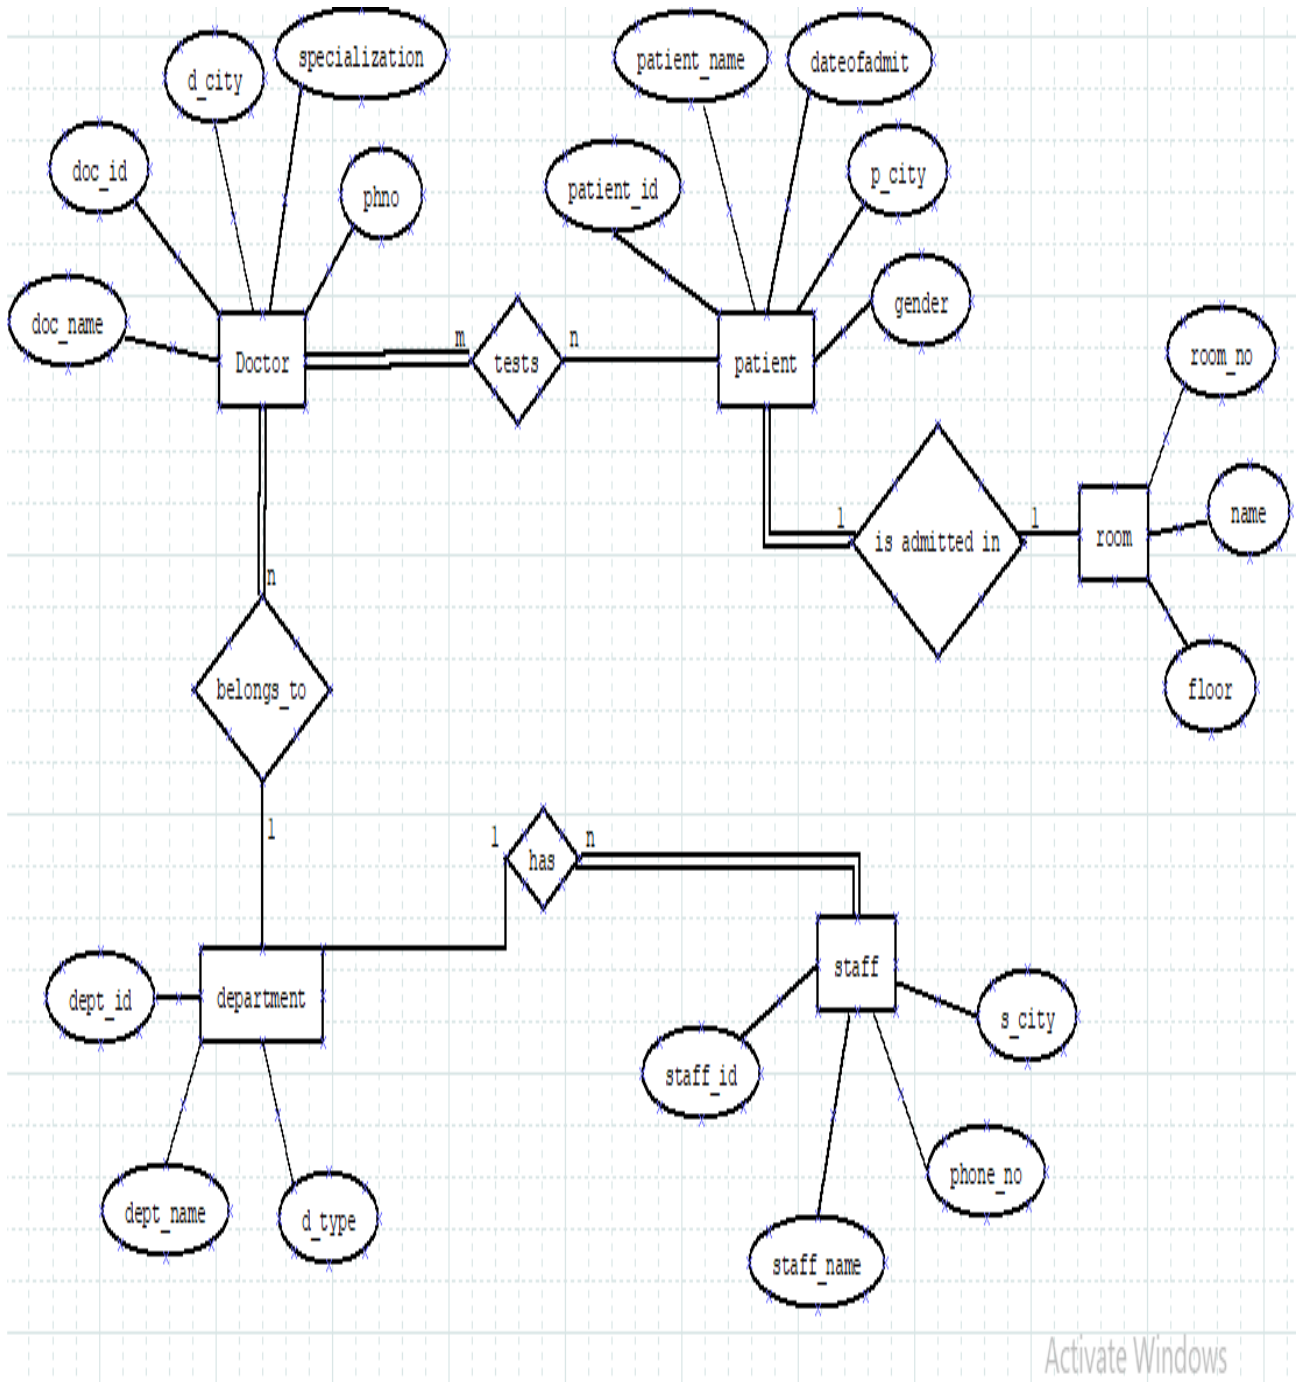 specialization
d_city
patient_name
dateofadmit
doc_id
phno
patient_id
p_city
doc_name
gender
Doctor
m
tests
n
patient
room_no
1
is admitted in
1
room
name
n
floor
belongs_to
1
1
has
n
dept_id
department
staff
s_city
staff_id
dept_name
d_type
phone_no
staff_name
Activate Windows